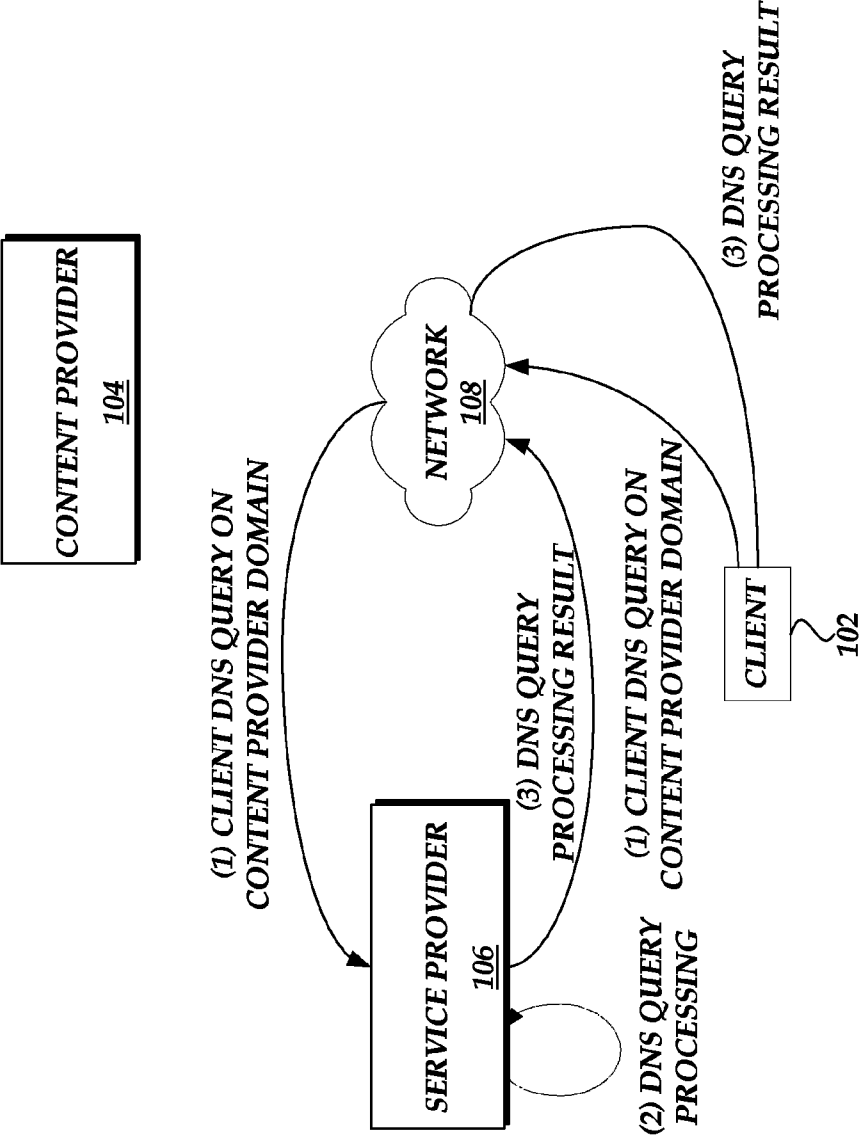 CONTENT PROVIDER
104
(1) CLIENT DNS QUERY ON
CONTENT PROVIDER DOMAIN
SERVICE PROVIDER
106
NETWORK
108
(3) DNS QUERY
PROCESSING RESULT
(2) DNS QUERY
PROCESSING
(1) CLIENT DNS QUERY ON
CONTENT PROVIDER DOMAIN
(3) DNS QUERY
PROCESSING RESULT
CLIENT
102